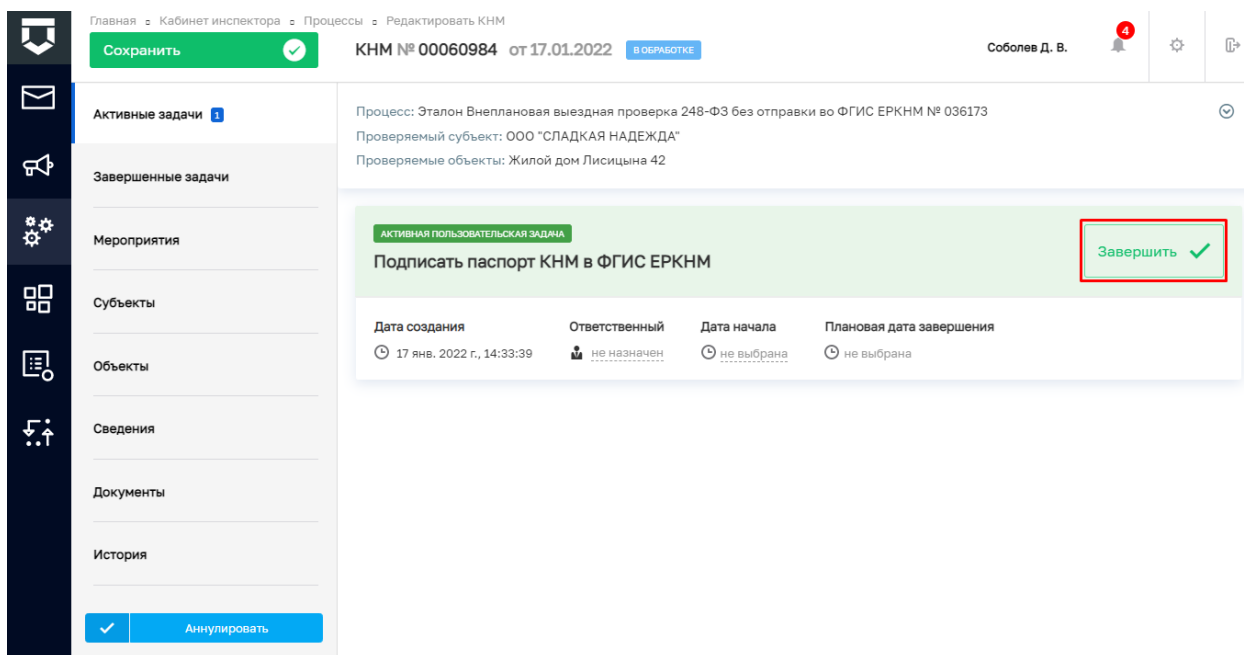 Главная ▫ Кабинет инспектора ▫ Процессы ▫ Редактировать КНМ
Сохранить
КНМ № 00060984 от 17.01.2022 В ОБРАБОТКЕ
Соболев Д. В.
4
Активные задачи 1
Завершенные задачи
Мероприятия
Субъекты
Объекты
Сведения
Документы
История
Аннулировать
Процесс: Эталон Внеплановая выездная проверка 248-ФЗ без отправки во ФГИС ЕРКНМ № 036173
Проверяемый субъект: ООО "СЛАДКАЯ НАДЕЖДА"
Проверяемые объекты: Жилой дом Лисицына 42
АКТИВНАЯ ПОЛЬЗОВАТЕЛЬСКАЯ ЗАДАЧА
Подписать паспорт КНМ в ФГИС ЕРКНМ
Завершить
Дата создания Ответственный Дата начала Плановая дата завершения
17 янв. 2022 г., 14:33:39 не назначен не выбрана не выбрана